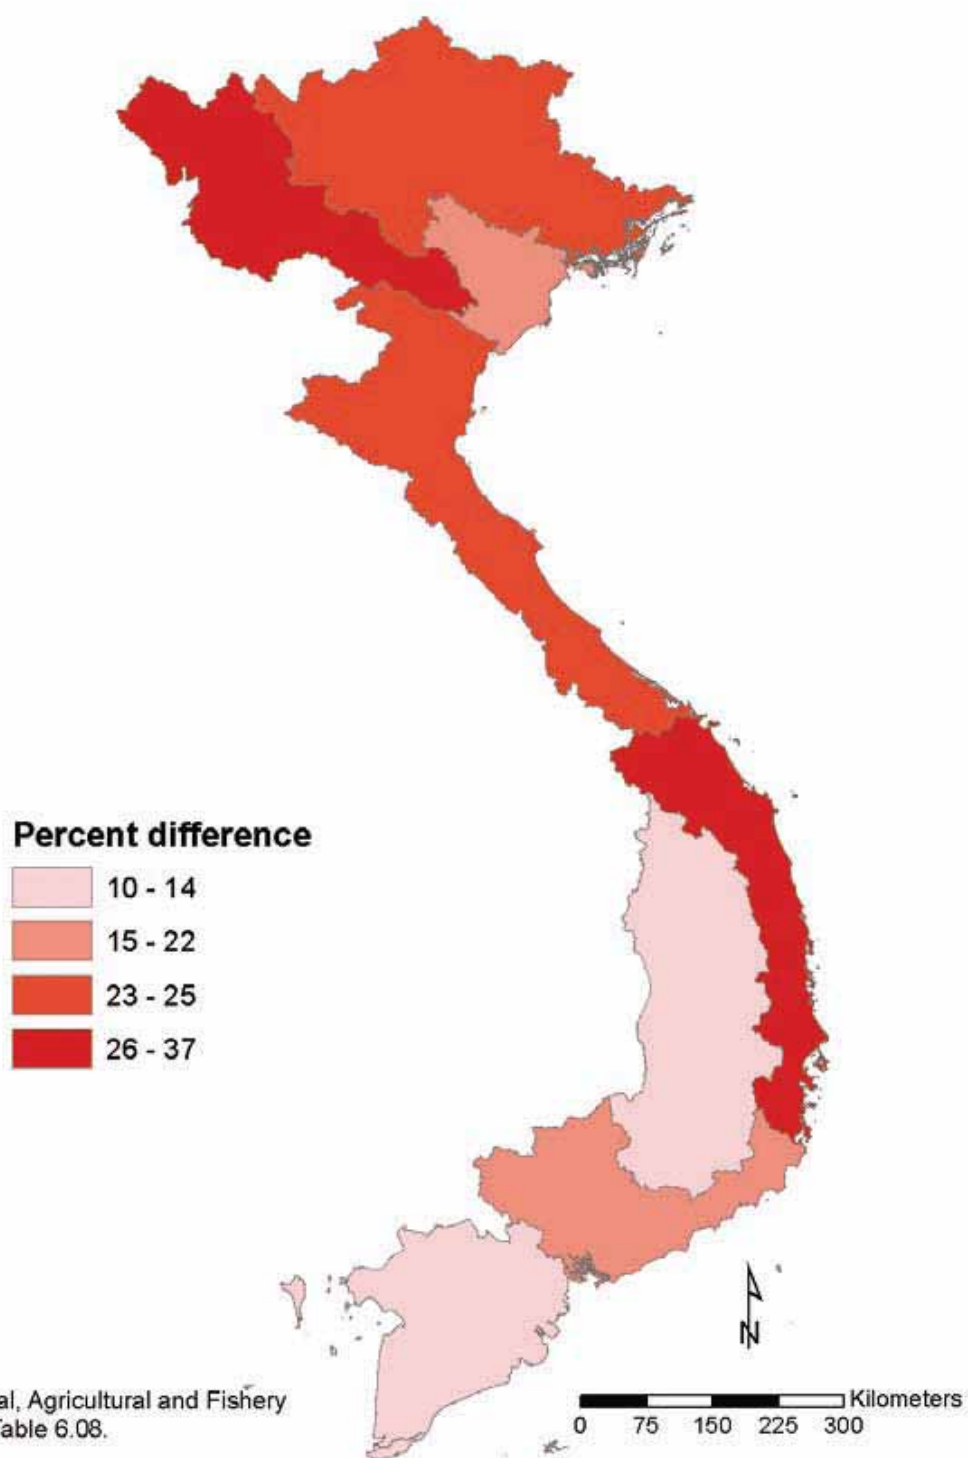 Percent difference
10 - 14
15 - 22
23 - 25
26 - 37
N
al, Agricultural and Fishery
able 6.08.
Kilometers
0 75 150 225 300